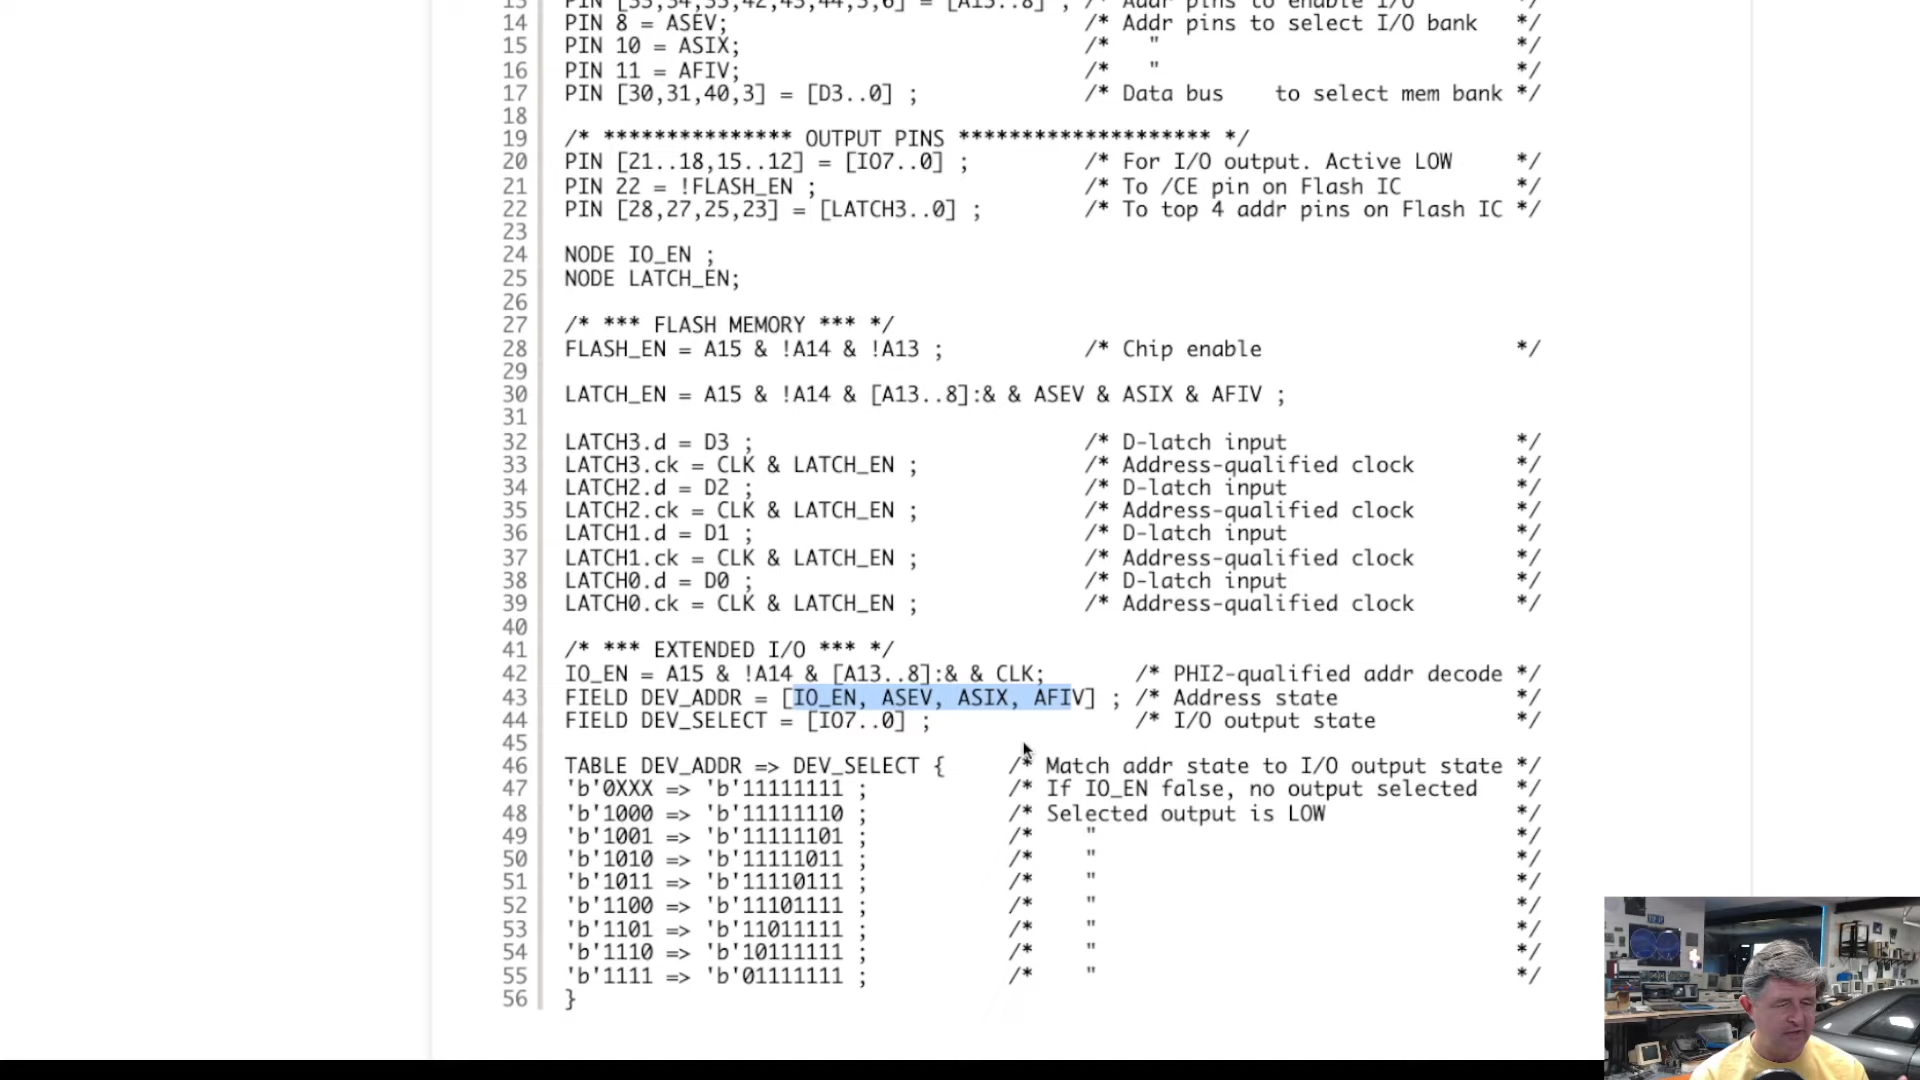 14 PIN 8 = ASEV; /* Addr pins to select I/O bank */
15 PIN 10 = ASIX; /* " */
16 PIN 11 = AFIV; /* " */
17 PIN [30,31,40,3] = [D3..0] ; /* Data bus to select mem bank */
18
19 /* *************** OUTPUT PINS ******************** */
20 PIN [21..18,15..12] = [IO7..0] ; /* For I/O output. Active LOW */
21 PIN 22 = !FLASH_EN ; /* To /CE pin on Flash IC */
22 PIN [28,27,25,23] = [LATCH3..0] ; /* To top 4 addr pins on Flash IC */
23
24 NODE IO_EN ;
25 NODE LATCH_EN;
26
27 /* *** FLASH MEMORY *** */
28 FLASH_EN = A15 & !A14 & !A13 ; /* Chip enable */
29
30 LATCH_EN = A15 & !A14 & [A13..8]:& & ASEV & ASIX & AFIV ;
31
32 LATCH3.d = D3 ; /* D-latch input */
33 LATCH3.ck = CLK & LATCH_EN ; /* Address-qualified clock */
34 LATCH2.d = D2 ; /* D-latch input */
35 LATCH2.ck = CLK & LATCH_EN ; /* Address-qualified clock */
36 LATCH1.d = D1 ; /* D-latch input */
37 LATCH1.ck = CLK & LATCH_EN ; /* Address-qualified clock */
38 LATCH0.d = D0 ; /* D-latch input */
39 LATCH0.ck = CLK & LATCH_EN ; /* Address-qualified clock */
40
41 /* *** EXTENDED I/O *** */
42 IO_EN = A15 & !A14 & [A13..8]:& & CLK; /* PHI2-qualified addr decode */
43 FIELD DEV_ADDR = [IO_EN, ASEV, ASIX, AFIV] ; /* Address state */
44 FIELD DEV_SELECT = [IO7..0] ; /* I/O output state */
45
46 TABLE DEV_ADDR => DEV_SELECT { /* Match addr state to I/O output state */
47 'b'0XXX => 'b'11111111 ; /* If IO_EN false, no output selected */
48 'b'1000 => 'b'11111110 ; /* Selected output is LOW */
49 'b'1001 => 'b'11111101 ; /* " */
50 'b'1010 => 'b'11111011 ; /* " */
51 'b'1011 => 'b'11110111 ; /* " */
52 'b'1100 => 'b'11101111 ; /* " */
53 'b'1101 => 'b'11011111 ; /* " */
54 'b'1110 => 'b'10111111 ; /* " */
55 'b'1111 => 'b'01111111 ; /* " */
56 }